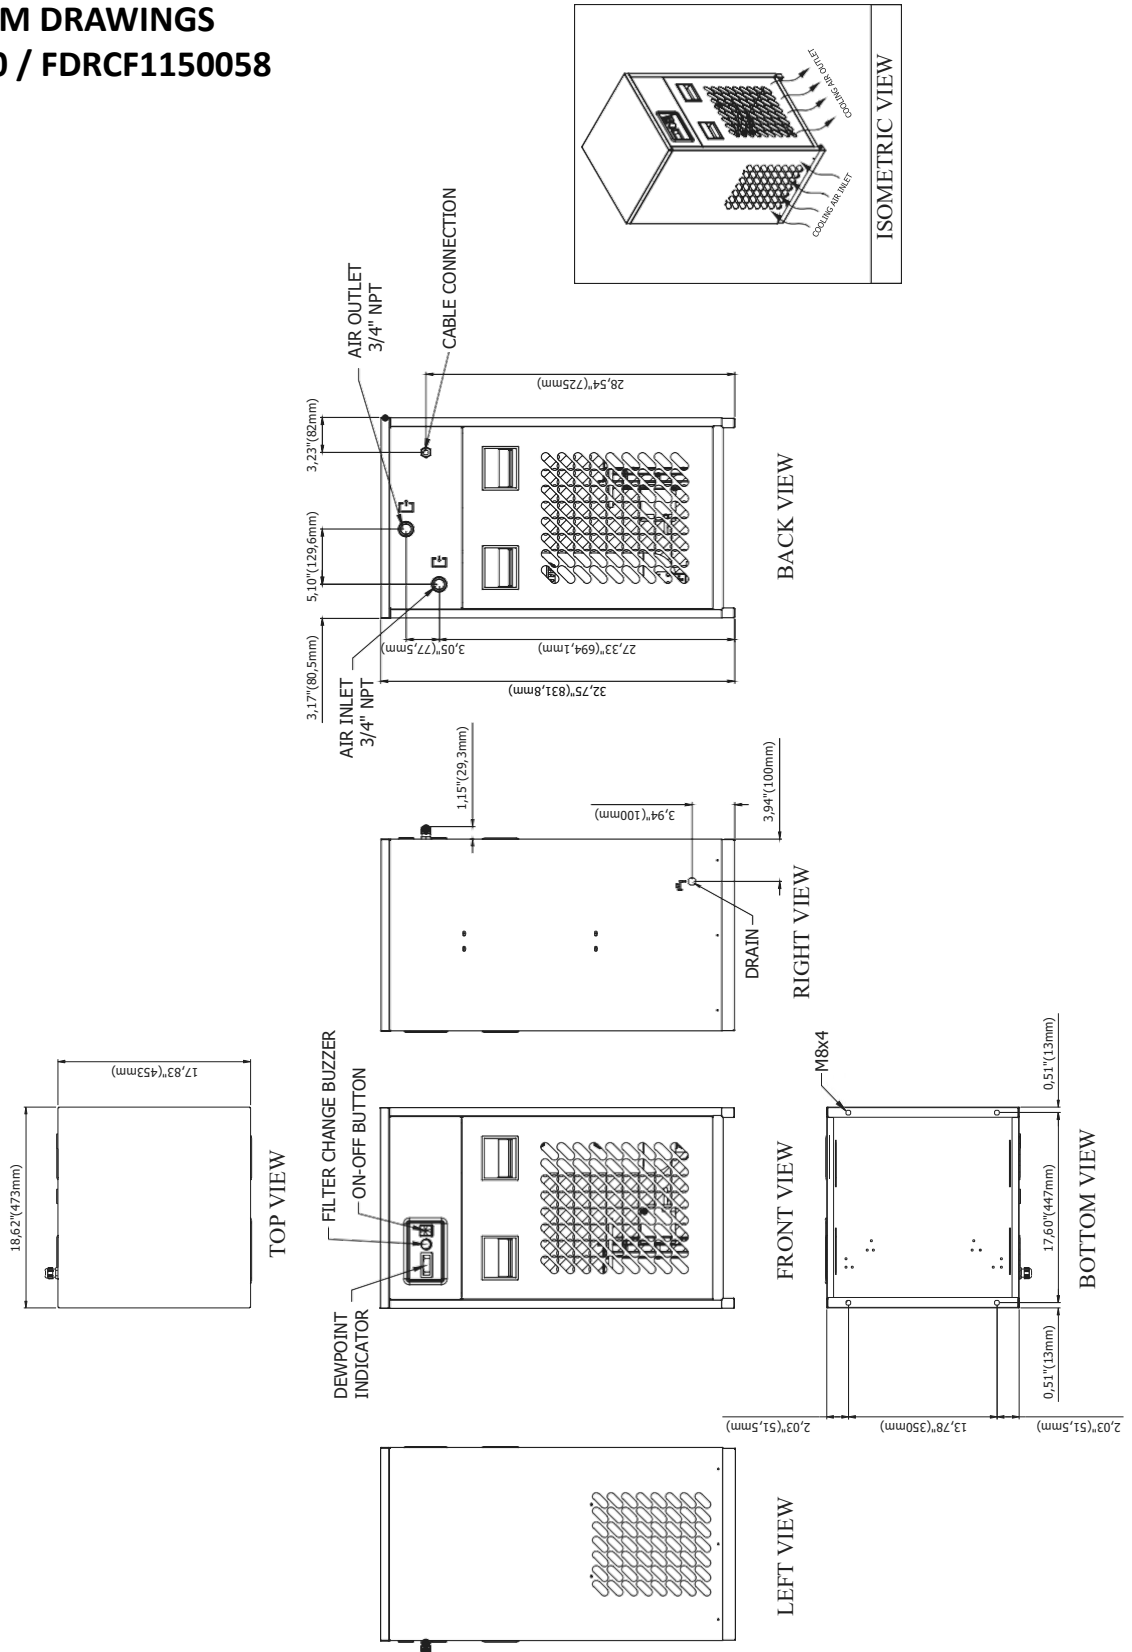 M DRAWINGS
0 / FDRCF1150058
COOLING AIR OUTLET
COOLING AIR OUTLET
COOLING AIR INLET
ISOMETRIC VIEW
AIR OUTLET
3/4" NPT
CABLE CONNECTION
3,23"(82mm)
5,10"(129,6mm)
3,17"(80,5mm)
AIR INLET
3/4" NPT
28,54"(725mm)
3,05"(77,5mm)
27,33"(694,1mm)
32,75"(831,8mm)
BACK VIEW
1,15"(29,3mm)
3,94"(100mm)
3,94"(100mm)
DRAIN
RIGHT VIEW
17,83"(453mm)
18,62"(473mm)
TOP VIEW
FILTER CHANGE BUZZER
ON-OFF BUTTON
DEWPOINT
INDICATOR
FRONT VIEW
M8x4
0,51"(13mm)
17,60"(447mm)
0,51"(13mm)
2,03"(51,5mm)
13,78"(350mm)
2,03"(51,5mm)
BOTTOM VIEW
LEFT VIEW